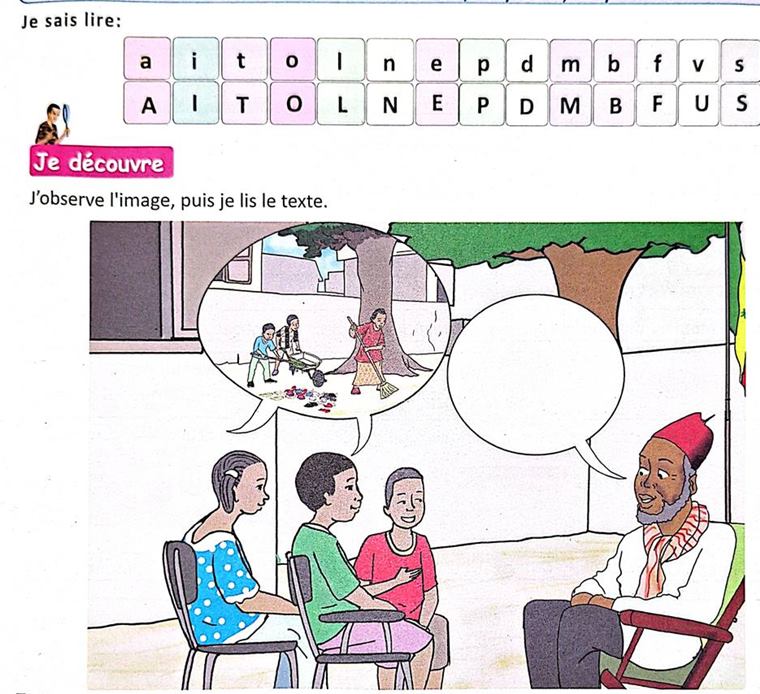 Je sais lire:
a i t o l n e p d m b f v s
A I T O L N E P D M B F U S
Je découvre
J'observe l'image, puis je lis le texte.